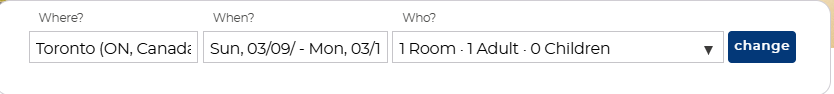 Where?
When?
Who?
Toronto (ON, Canada
Sun, 03/09/ - Mon, 03/1
1 Room · 1 Adult · 0 Children
change